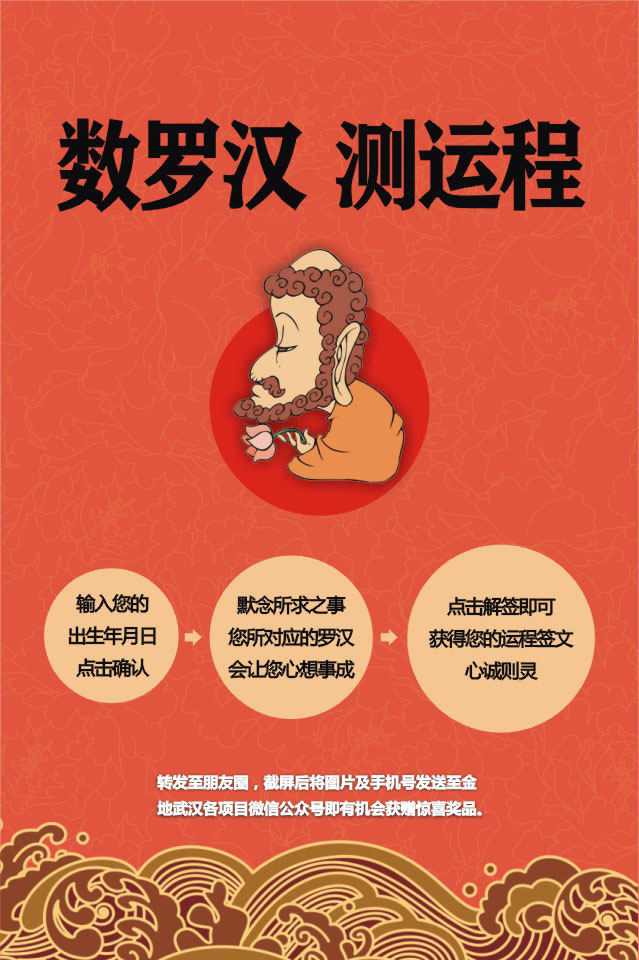 数罗汉 测运程
输入您的
出生年月日
点击确认
默念所求之事
您所对应的罗汉
会让您心想事成
点击解签即可
获得您的运程签文
心诚则灵
转发至朋友圈，截屏后将图片及手机号发送至金
地武汉各项目微信公众号即有机会获赠惊喜奖品。